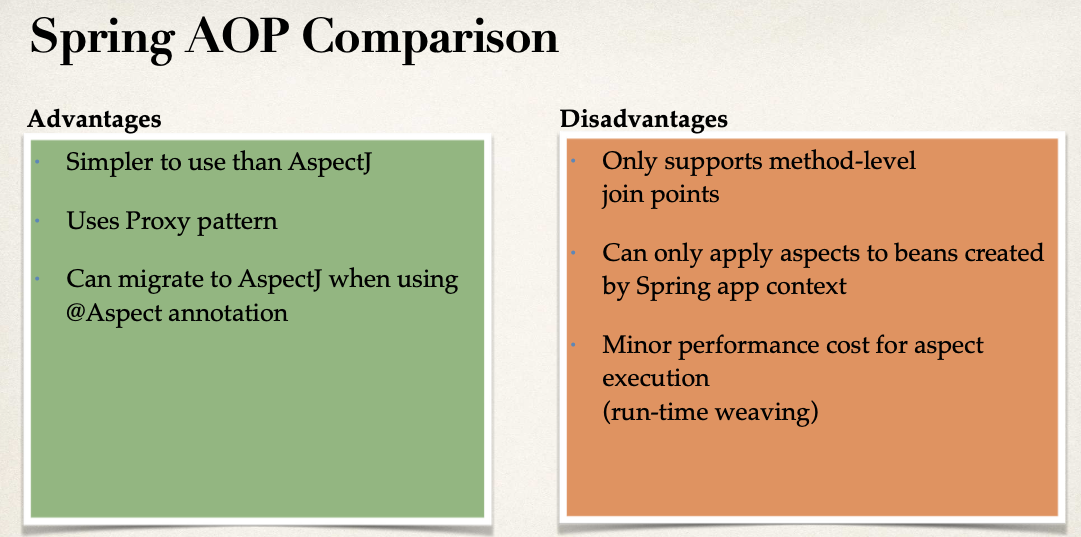 Spring AOP Comparison
Advantages
Simpler to use than AspectJ
Uses Proxy pattern
Can migrate to AspectJ when using
@Aspect annotation
Disadvantages
Only supports method-level
join points
Can only apply aspects to beans created
by Spring app context
Minor performance cost for aspect
execution
(run-time weaving)